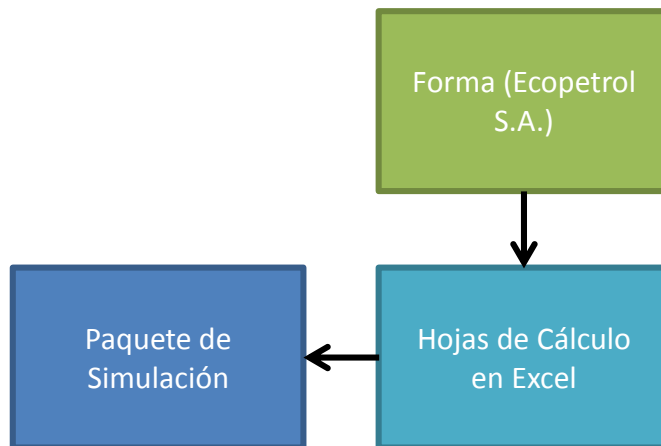 Forma (Ecopetrol
S.A.)
Paquete de
Simulación
Hojas de Cálculo
en Excel